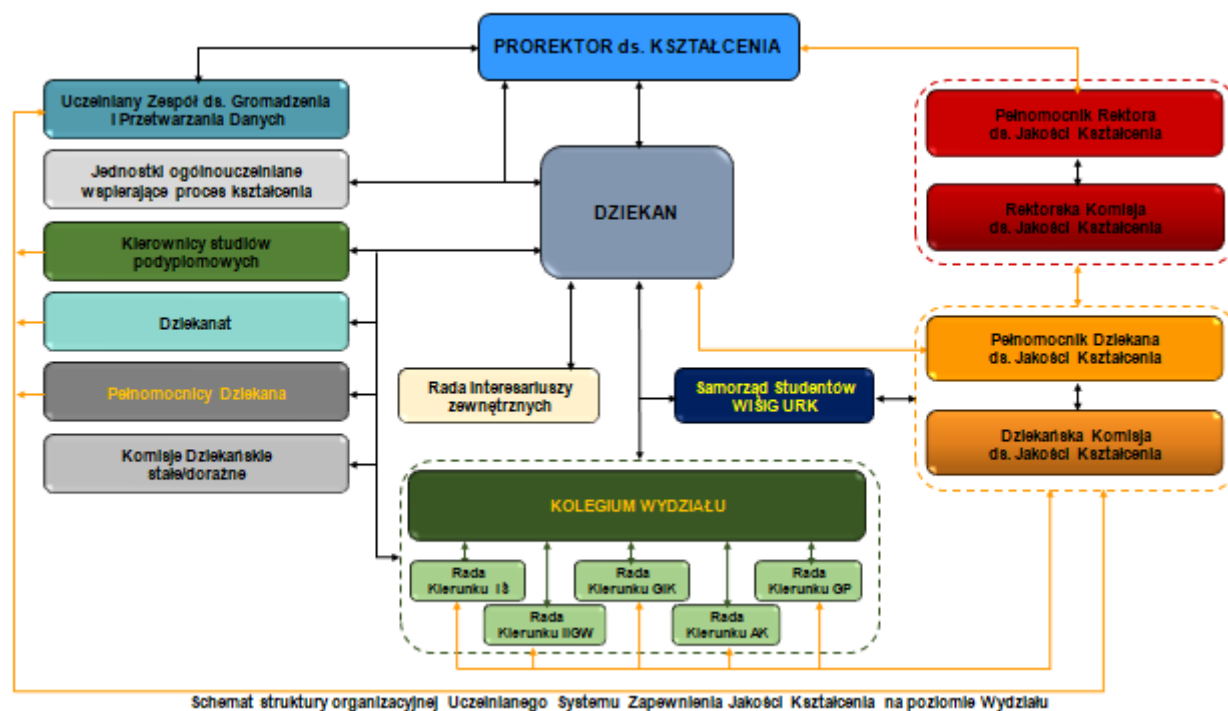 PROREKTOR ds. KSZTAŁCENIA
Uczelniany Zespół ds. Gromadzenia
i Przetwarzania Danych
Jednostki ogólnouczelniane
wspierające proces kształcenia
Kierownicy studiów
podyplomowych
Dziekanat
Pełnomocnicy Dziekana
Komisje Dziekańskie
stałe/doraźne
DZIEKAN
Rada Interesariuszy
zewnętrznych
Samorząd Studentów
WIŚIG URK
Pełnomocnik Rektora
ds. Jakości Kształcenia
Rektorska Komisja
ds. Jakości Kształcenia
Pełnomocnik Dziekana
ds. Jakości Kształcenia
Dziekańska Komisja
ds. Jakości Kształcenia
KOLEGIUM WYDZIAŁU
Rada
Kierunku IŚ
Rada
Kierunku IIGW
Rada
Kierunku GIK
Rada
Kierunku AK
Rada
Kierunku GP
Schemat struktury organizacyjnej Uczelnianego Systemu Zapewnienia Jakości Kształcenia na poziomie Wydziału